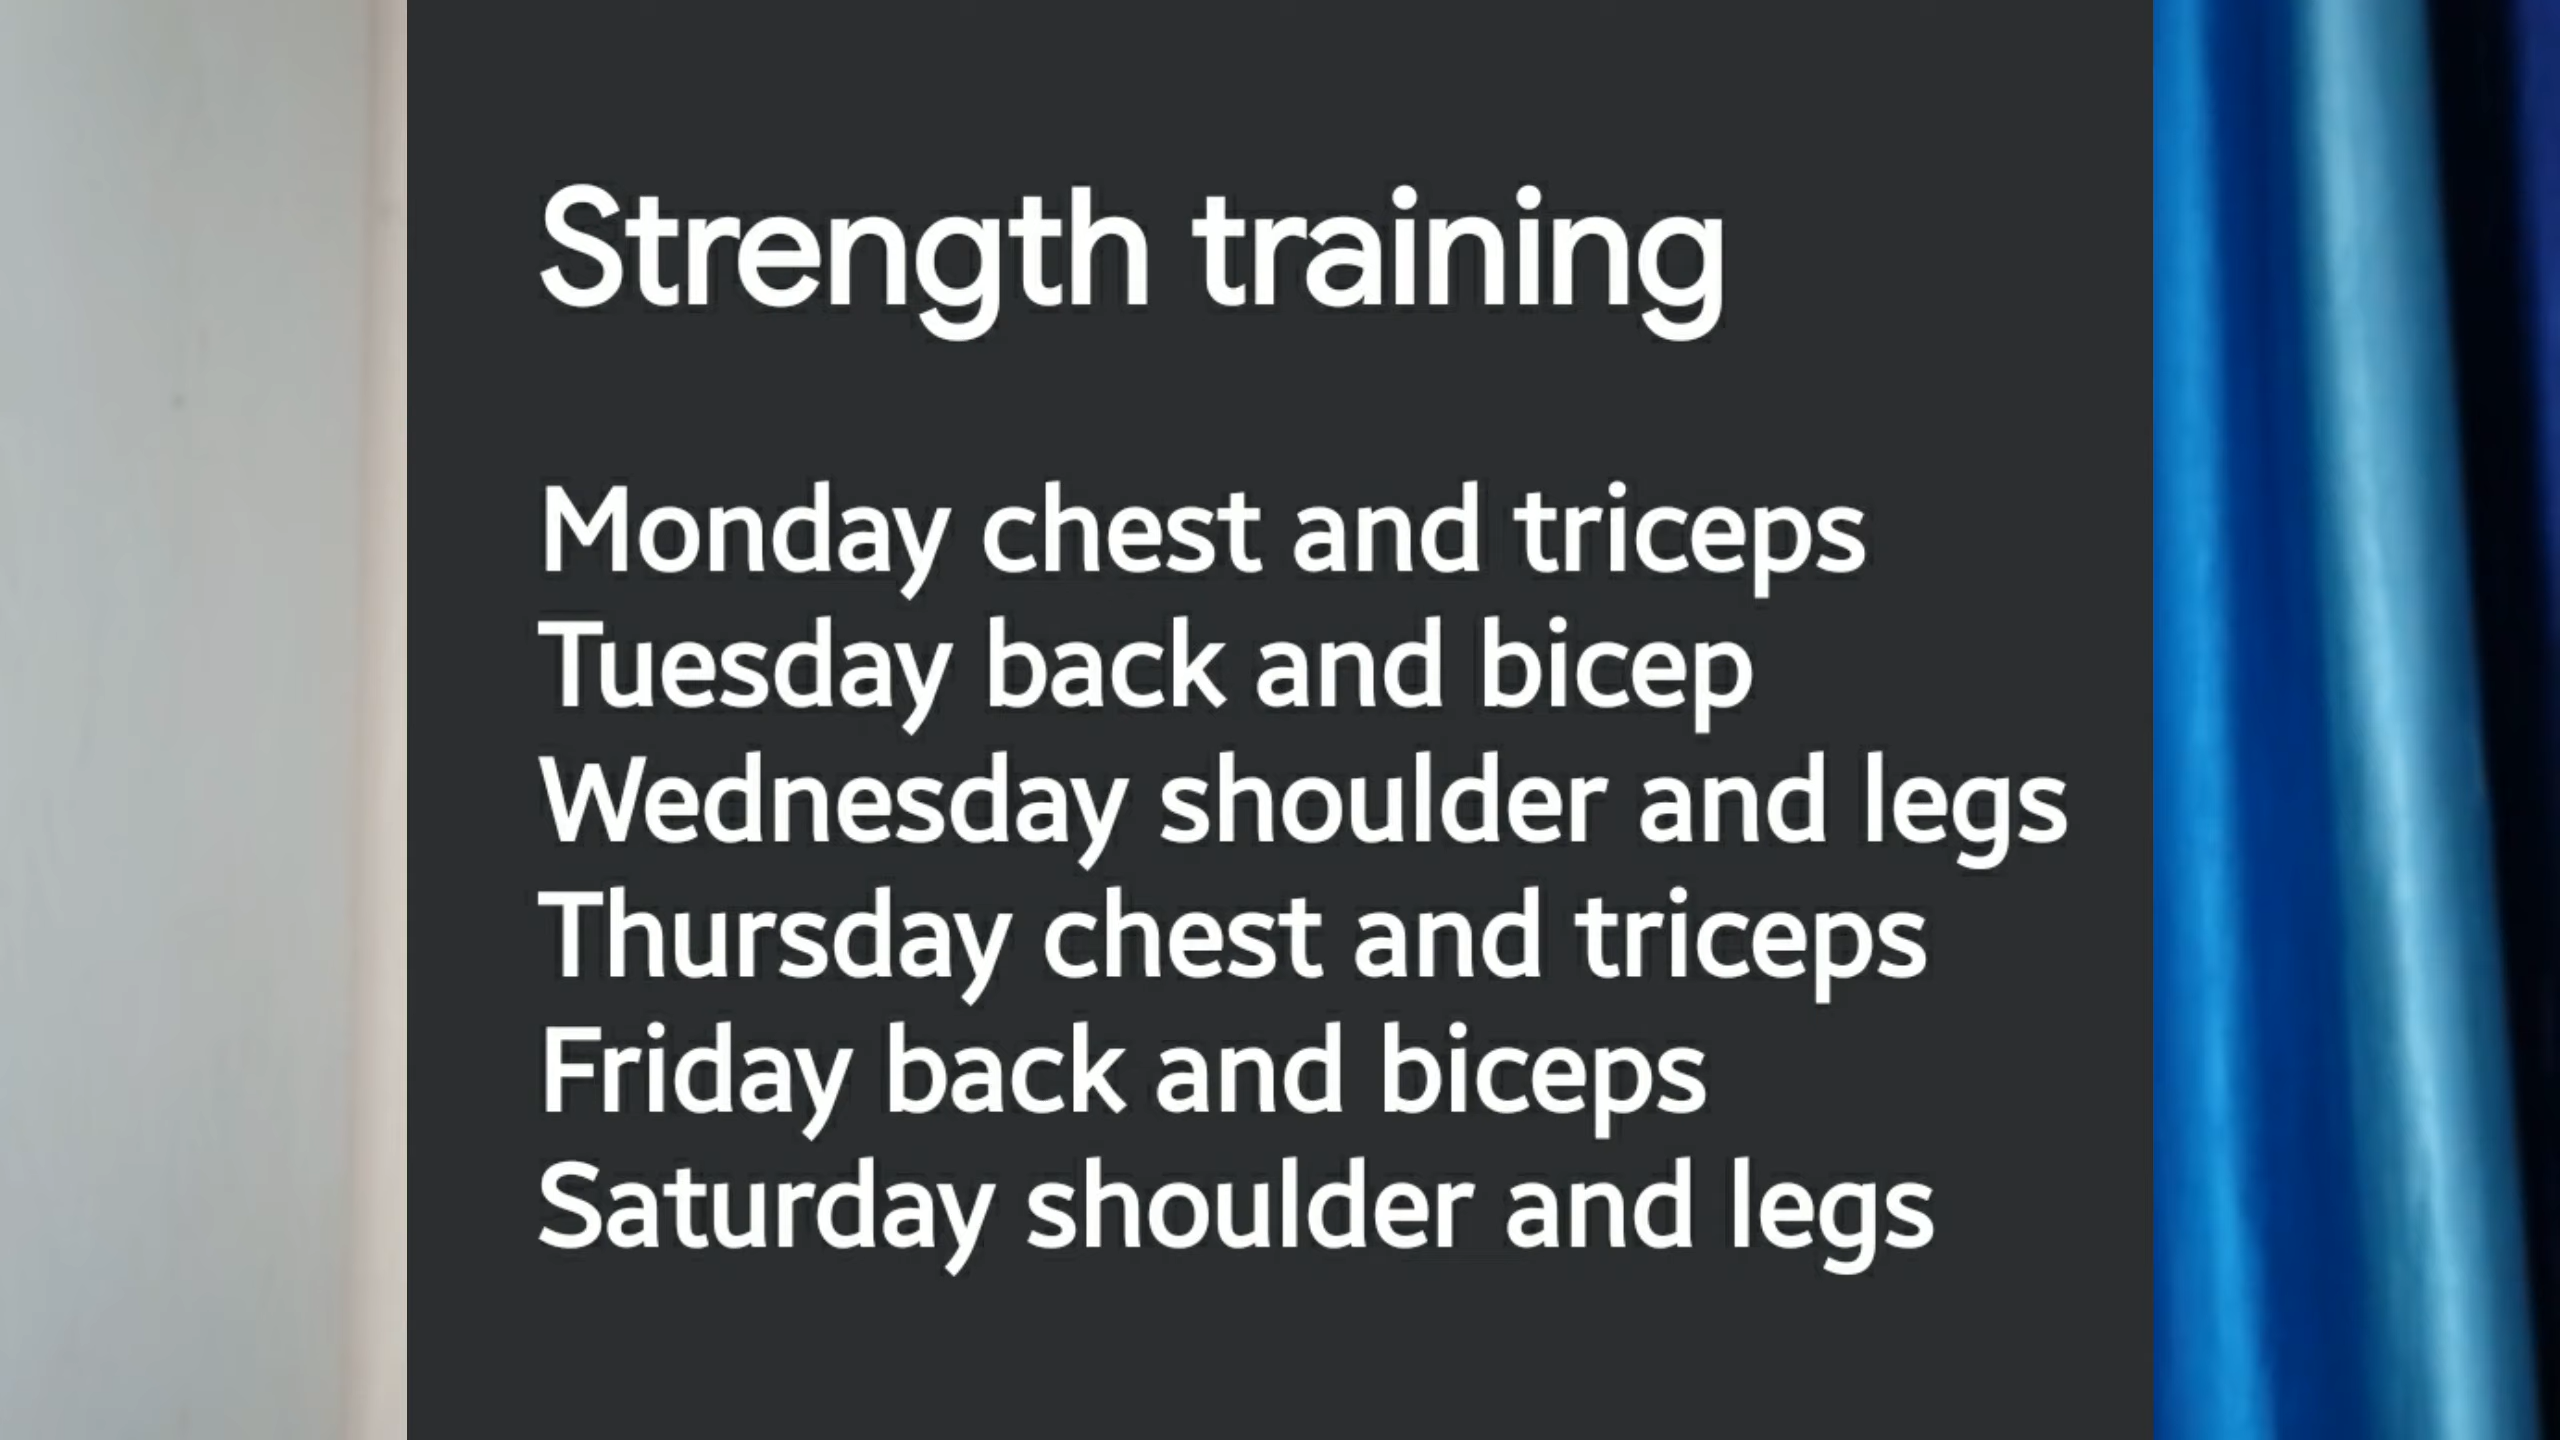 Strength training
Monday chest and triceps
Tuesday back and bicep
Wednesday shoulder and legs
Thursday chest and triceps
Friday back and biceps
Saturday shoulder and legs